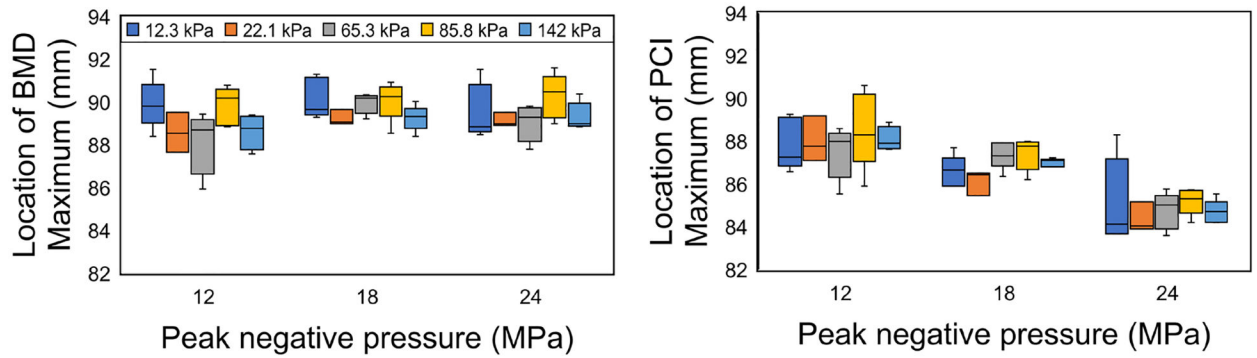 Location of BMD
Maximum (mm)
94
92
90
88
86
84
82
12.3 kPa 22.1 kPa 65.3 kPa 85.8 kPa 142 kPa
12 18 24
Peak negative pressure (MPa)
Location of PCI
Maximum (mm)
94
92
90
88
86
84
82
12 18 24
Peak negative pressure (MPa)